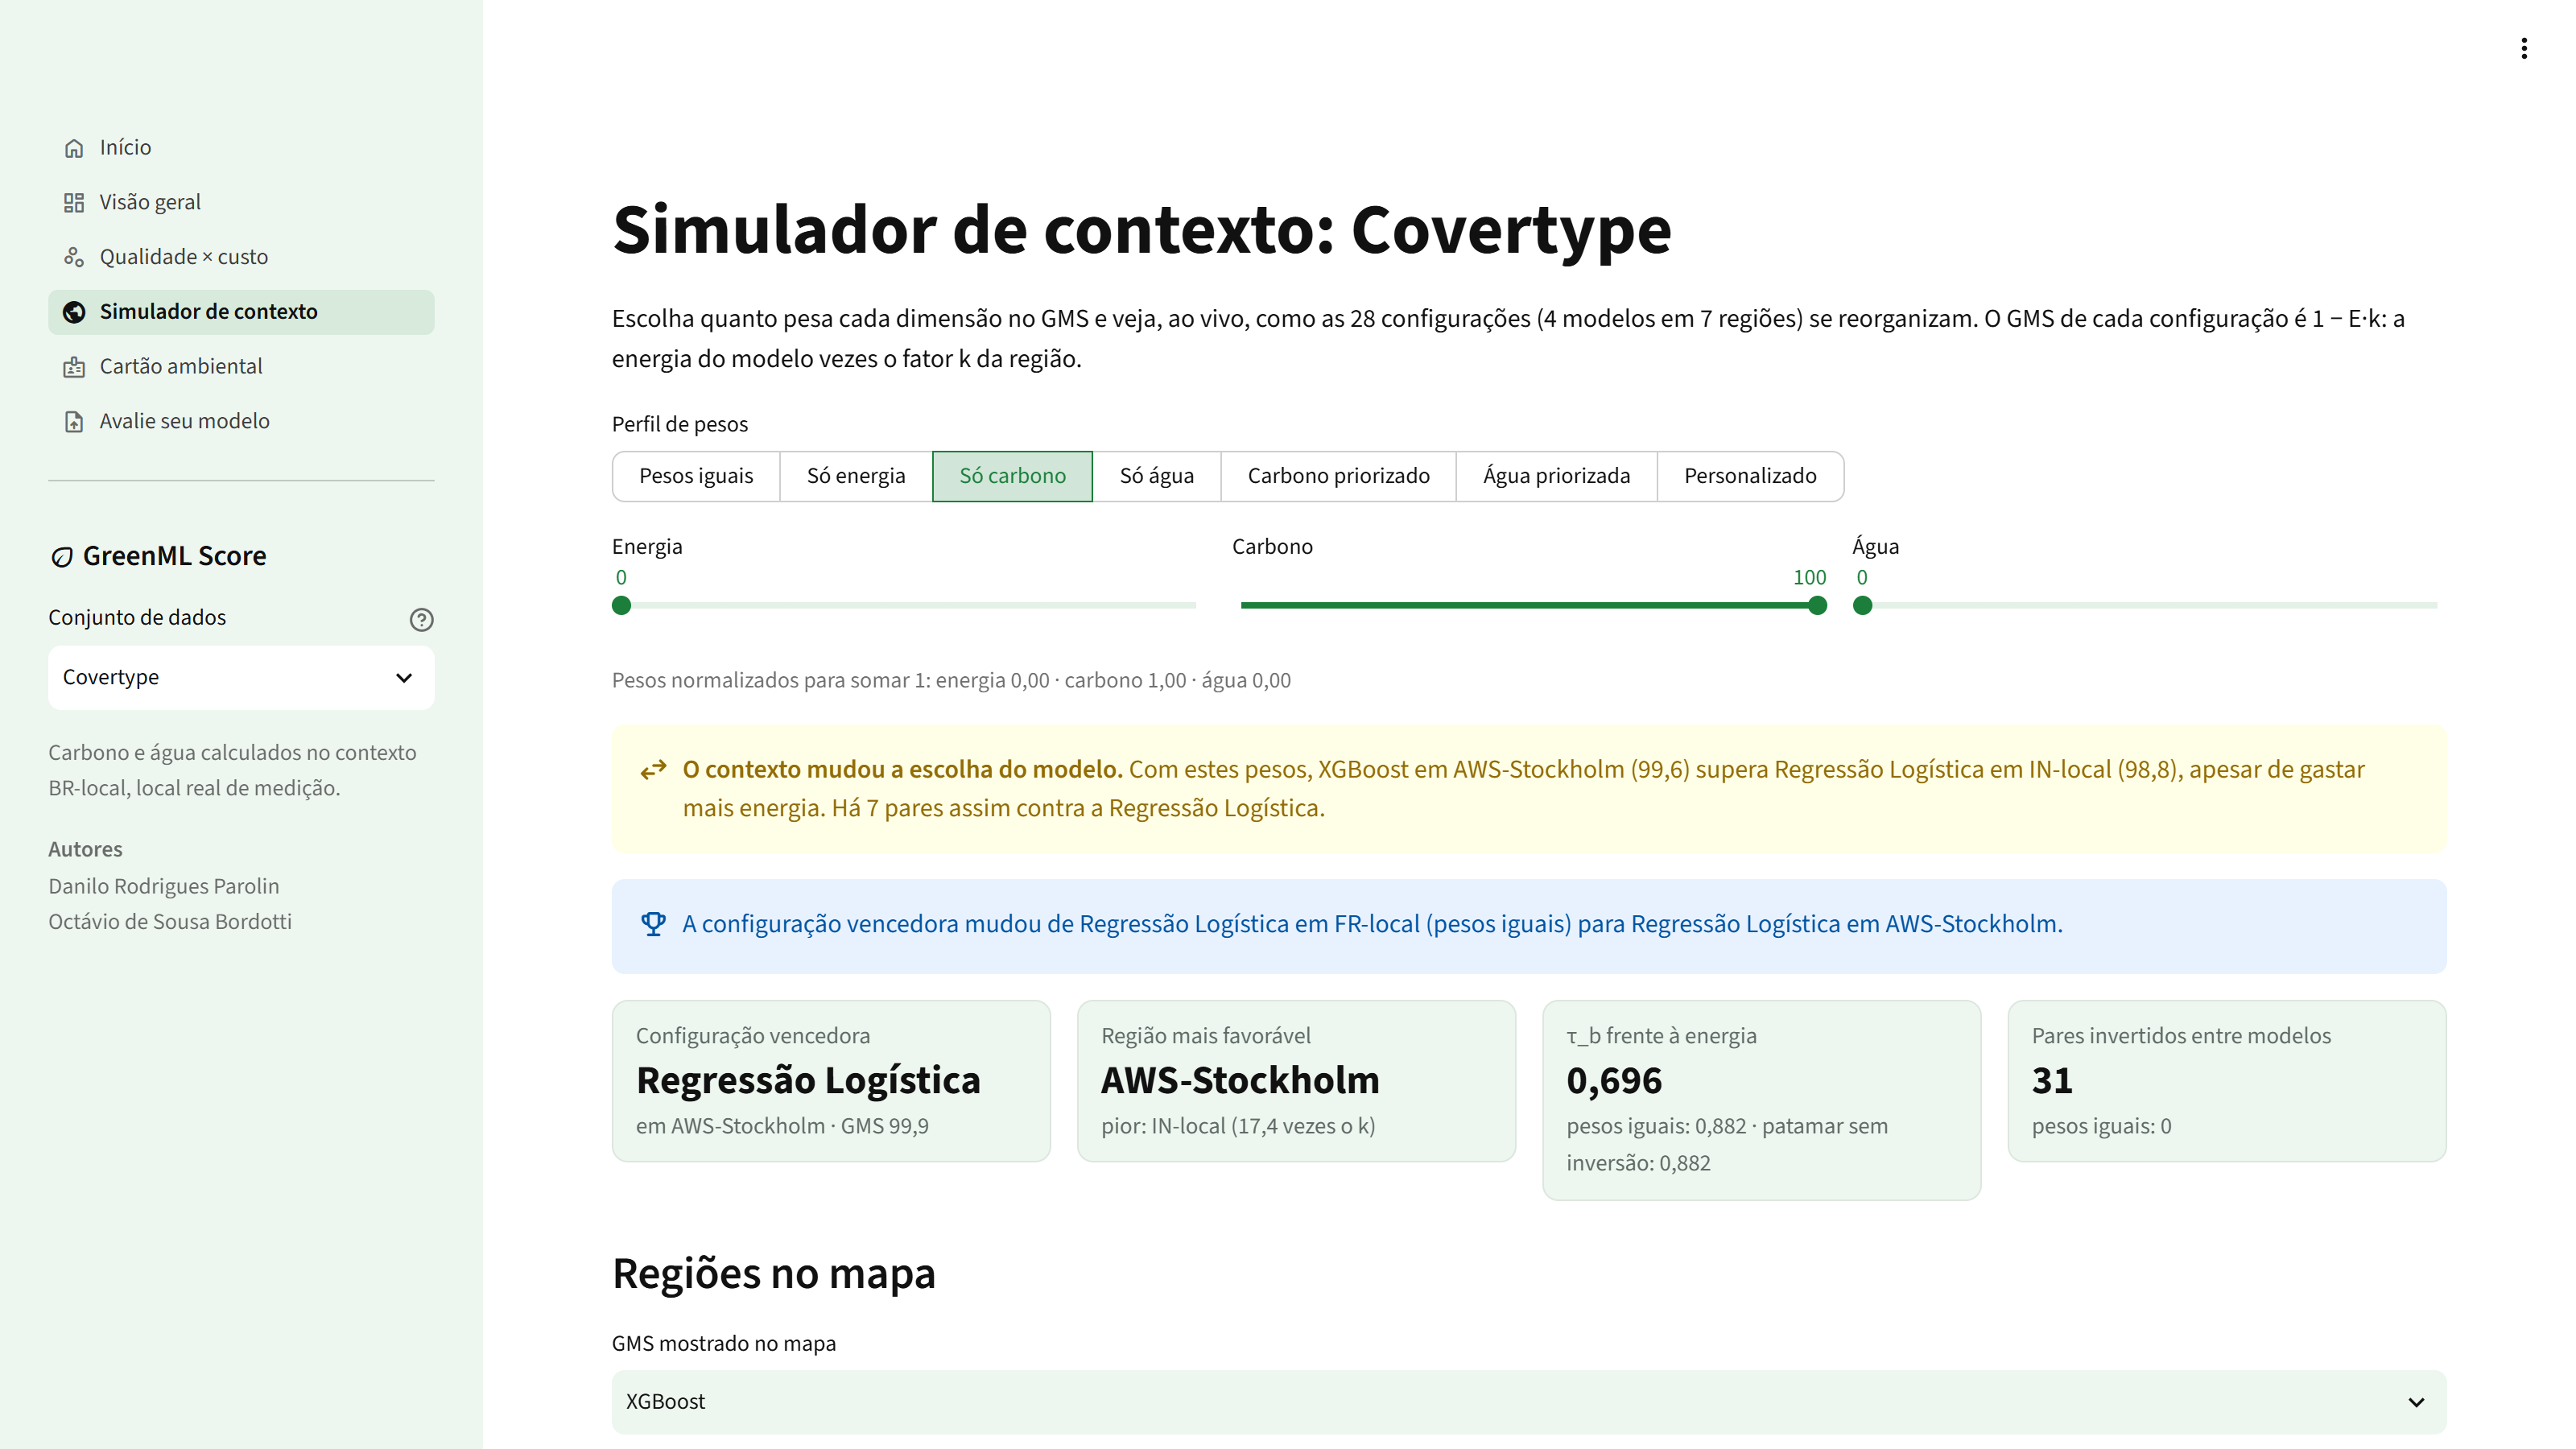 Início
Visão geral
Qualidade × custo
Simulador de contexto
Cartão ambiental
Avalie seu modelo
GreenML Score
Conjunto de dados
Covertype
Carbono e água calculados no contexto
BR-local, local real de medição.
Autores
Danilo Rodrigues Parolin
Octávio de Sousa Bordotti
Simulador de contexto: Covertype
Escolha quanto pesa cada dimensão no GMS e veja, ao vivo, como as 28 configurações (4 modelos em 7 regiões) se reorganizam. O GMS de cada configuração é 1 − E·k: a
energia do modelo vezes o fator k da região.
Perfil de pesos
Pesos iguais Só energia Só carbono Só água Carbono priorizado Água priorizada Personalizado
Energia Carbono Água
0 100 0
Pesos normalizados para somar 1: energia 0,00 · carbono 1,00 · água 0,00
O contexto mudou a escolha do modelo. Com estes pesos, XGBoost em AWS-Stockholm (99,6) supera Regressão Logística em IN-local (98,8), apesar de gastar
mais energia. Há 7 pares assim contra a Regressão Logística.
A configuração vencedora mudou de Regressão Logística em FR-local (pesos iguais) para Regressão Logística em AWS-Stockholm.
Configuração vencedora
Regressão Logística
em AWS-Stockholm · GMS 99,9
Região mais favorável
AWS-Stockholm
pior: IN-local (17,4 vezes o k)
τ_b frente à energia
0,696
pesos iguais: 0,882 · patamar sem
inversão: 0,882
Pares invertidos entre modelos
31
pesos iguais: 0
Regiões no mapa
GMS mostrado no mapa
XGBoost